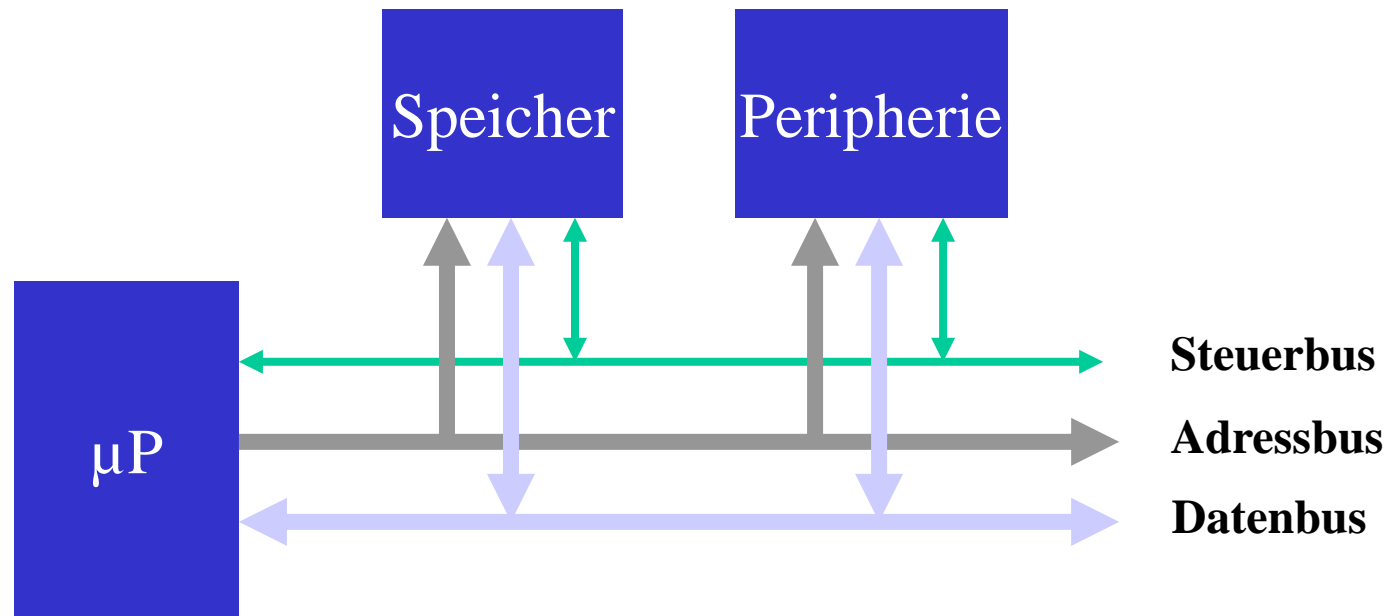 Speicher
Peripherie
Steuerbus
µP
Adressbus
Datenbus